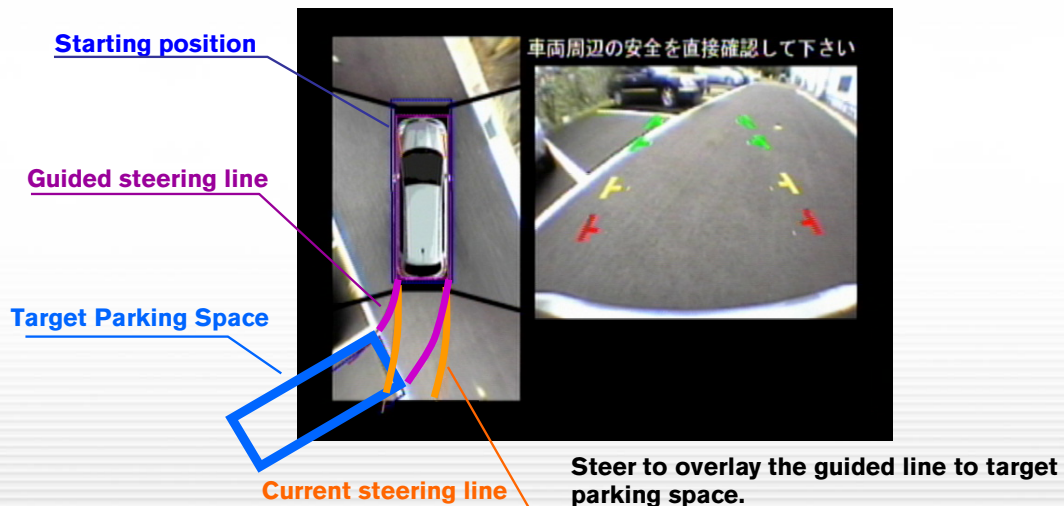 Starting position
車両周辺の安全を直接確認して下さい
Guided steering line
Target Parking Space
Current steering line
Steer to overlay the guided line to target
parking space.